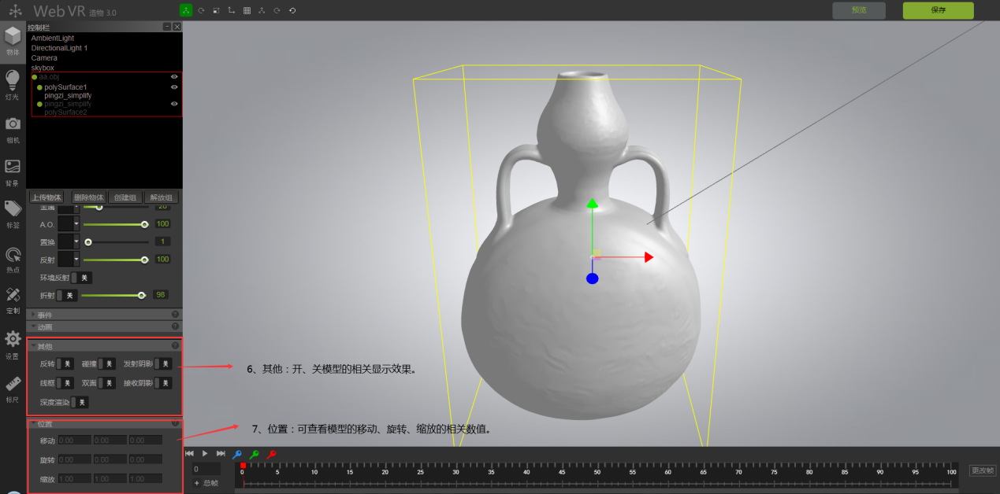 Web VR 造物 3.0
预览
保存
控制栏
AmbientLight
DirectionalLight 1
Camera
skybox
aa.obj
polySurface1
pingzi_simplify
pingzi_simplify
polySurface2
物体
灯光
相机
背景
标签
热点
定制
设置
标尺
上传物体 删除物体 创建组 解放组
金属 20
A.O. 100
置换 1
反射 100
环境反射 关
折射 关 98
事件
动画
其他
反转 关 碰撞 关 发射阴影 关
线框 关 双面 关 接收阴影 关
深度渲染 关
6、其他：开、关模型的相关显示效果。
位置
移动 0.00 0.00 0.00
旋转 0.00 0.00 0.00
缩放 1.00 1.00 1.00
7、位置：可查看模型的移动、旋转、缩放的相关数值。
0
+ 总帧
0 5 10 15 20 25 30 35 40 45 50 55 60 65 70 75 80 85 90 95 100
更改帧